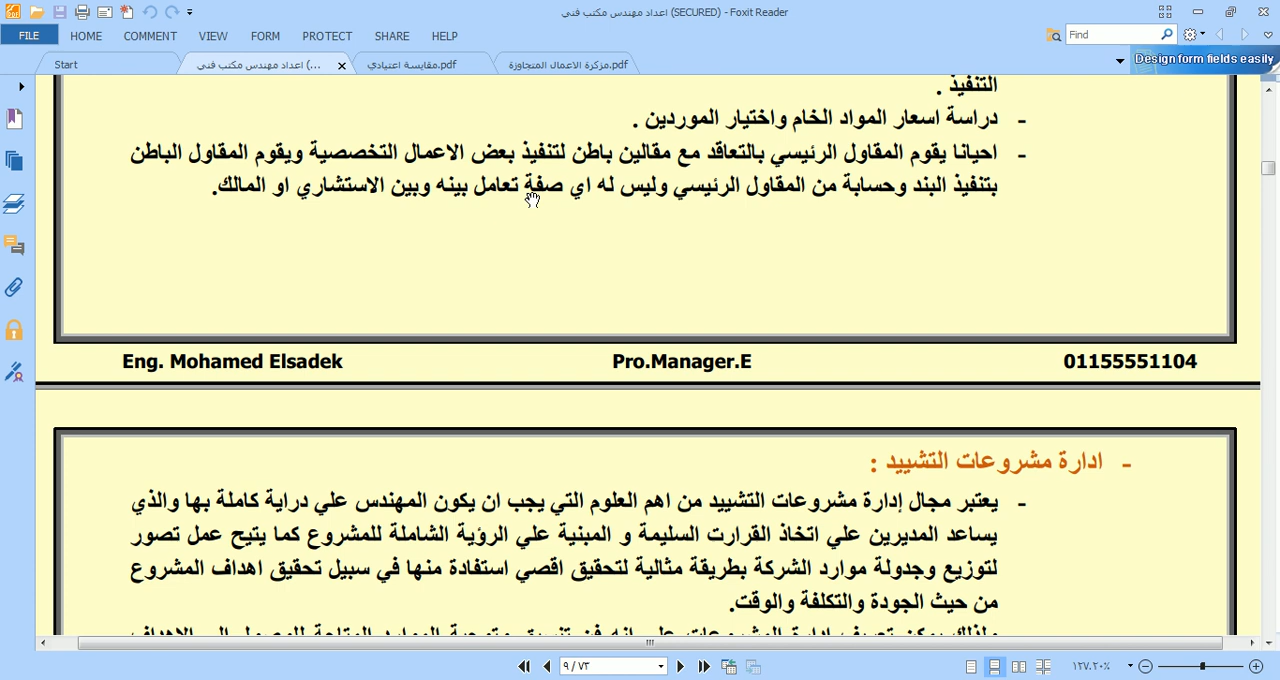 اعداد مهندس مكتب فني (SECURED) - Foxit Reader
FILE HOME COMMENT VIEW FORM PROTECT SHARE HELP
Find
Start
اعداد مهندس مكتب فني (...
مقايسة اعتيادي.pdf
مزكرة الاعمال المتجاوزة.pdf
Design form fields easily
التنفيذ .
- دراسة اسعار المواد الخام واختيار الموردين .
- احيانا يقوم المقاول الرئيسي بالتعاقد مع مقالين باطن لتنفيذ بعض الاعمال التخصصية ويقوم المقاول الباطن
بتنفيذ البند وحسابة من المقاول الرئيسي وليس له اي صفة تعامل بينه وبين الاستشاري او المالك.
Eng. Mohamed Elsadek
Pro.Manager.E
01155551104
- ادارة مشروعات التشييد :
- يعتبر مجال إدارة مشروعات التشييد من اهم العلوم التي يجب ان يكون المهندس علي دراية كاملة بها والذي
يساعد المديرين علي اتخاذ القرارت السليمة و المبنية علي الرؤية الشاملة للمشروع كما يتيح عمل تصور
لتوزيع وجدولة موارد الشركة بطريقة مثالية لتحقيق اقصي استفادة منها في سبيل تحقيق اهداف المشروع
من حيث الجودة والتكلفة والوقت.
٩ / ٧٣
١٢٧.٢٠%